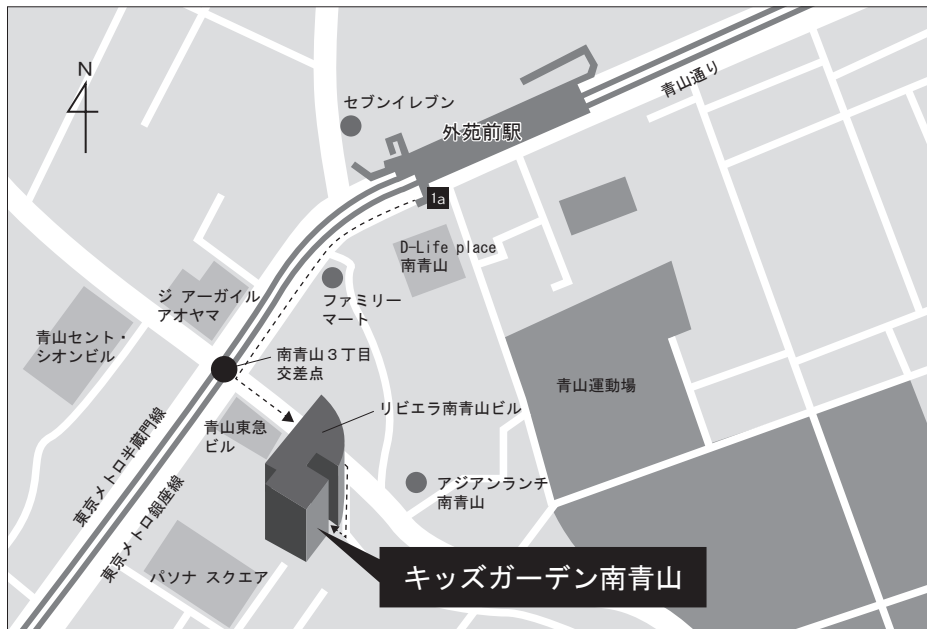 N
セブンイレブン
外苑前駅
青山通り
1a
D-Life place
南青山
ジ アーガイル
アオヤマ
ファミリー
マート
青山セント・
シオンビル
南青山３丁目
交差点
青山運動場
リビエラ南青山ビル
青山東急
ビル
東京メトロ半蔵門線
東京メトロ銀座線
アジアンランチ
南青山
パソナ スクエア
キッズガーデン南青山